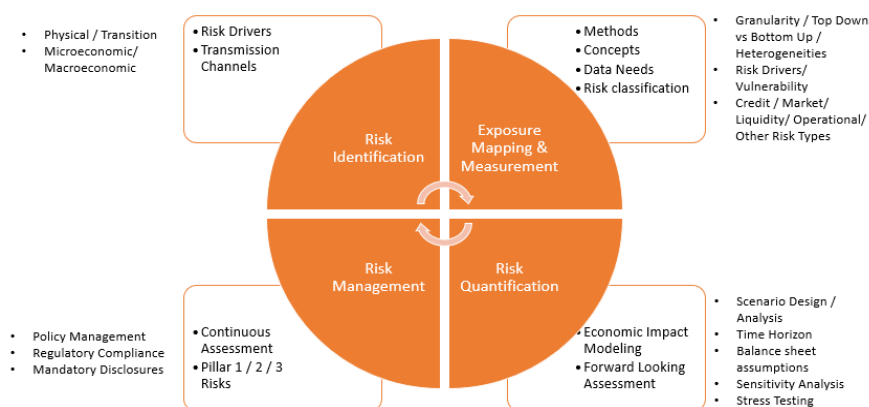 • Physical / Transition
• Microeconomic/
Macroeconomic
• Risk Drivers
• Transmission
Channels
Risk
Identification
• Methods
• Concepts
• Data Needs
• Risk classification
Exposure
Mapping &
Measurement
• Granularity / Top Down
vs Bottom Up /
Heterogeneities
• Risk Drivers/
Vulnerability
• Credit / Market/
Liquidity/ Operational/
Other Risk Types
• Policy Management
• Regulatory Compliance
• Mandatory Disclosures
• Continuous
Assessment
• Pillar 1 / 2 / 3
Risks
Risk
Management
Risk
Quantification
• Economic Impact
Modeling
• Forward Looking
Assessment
• Scenario Design /
Analysis
• Time Horizon
• Balance sheet
assumptions
• Sensitivity Analysis
• Stress Testing